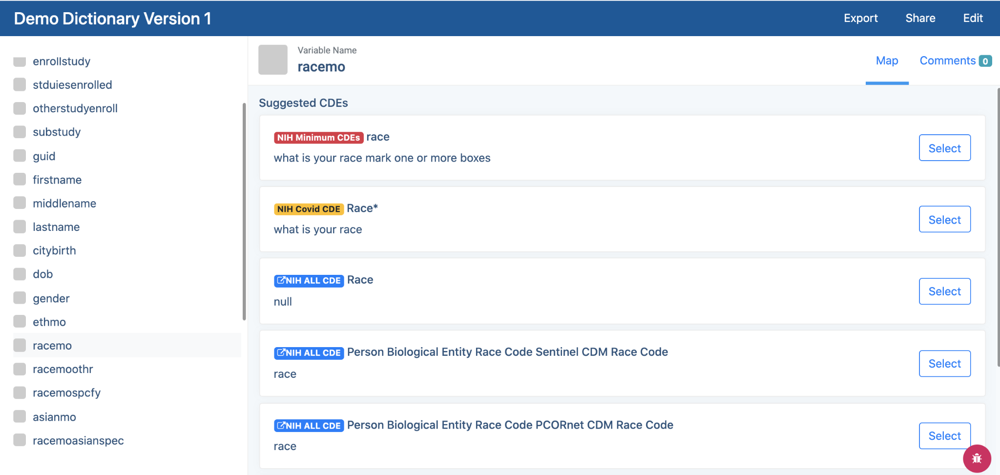 Demo Dictionary Version 1
Export
Share
Edit
enrollstudy
stduiesenrolled
otherstudyenroll
substudy
guid
firstname
middlename
lastname
citybirth
dob
gender
ethmo
racemo
racemoothr
racemospcfy
asianmo
racemoasianspec
Variable Name
racemo
Map
Comments 0
Suggested CDEs
NIH Minimum CDEs race
what is your race mark one or more boxes
Select
NIH Covid CDE Race*
what is your race
Select
NIH ALL CDE Race
null
Select
NIH ALL CDE Person Biological Entity Race Code Sentinel CDM Race Code
race
Select
NIH ALL CDE Person Biological Entity Race Code PCORnet CDM Race Code
race
Select